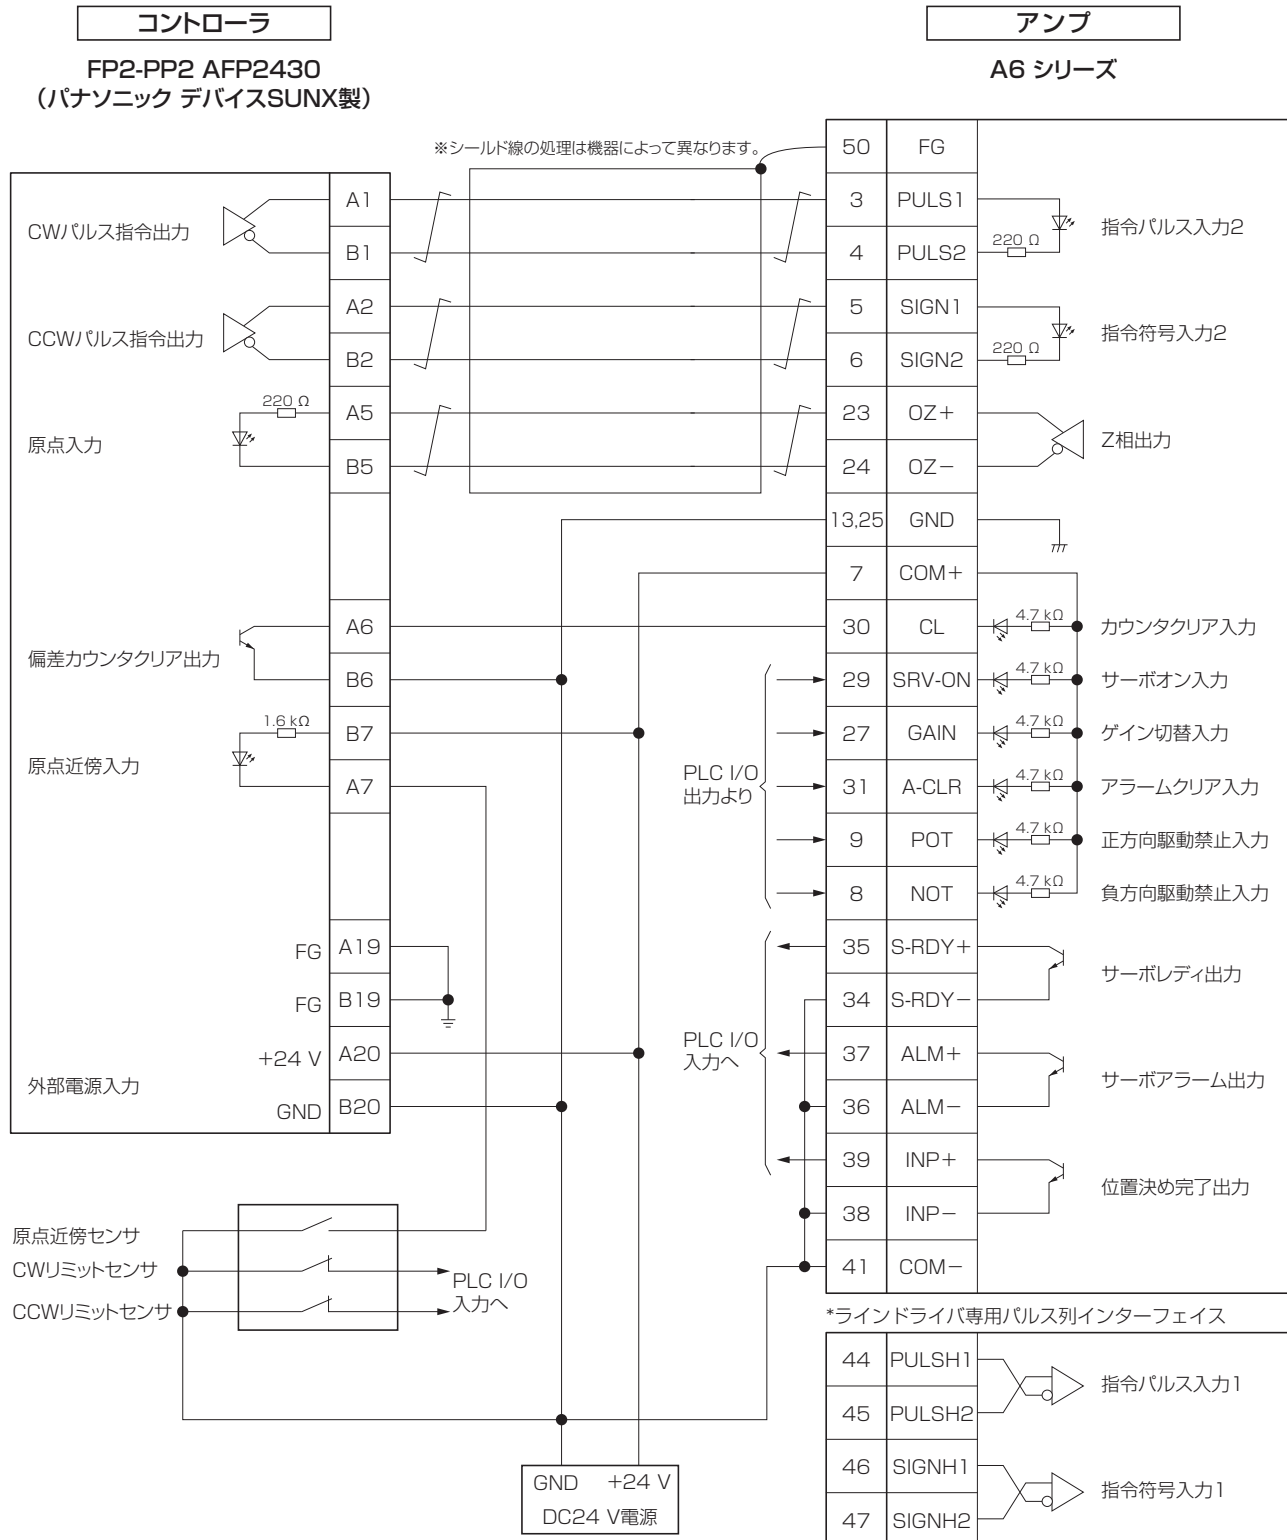 コントローラ
アンプ
FP2-PP2 AFP2430
(パナソニック デバイスSUNX製)
A6 シリーズ
※シールド線の処理は機器によって異なります。
CWパルス指令出力
A1
B1
CCWパルス指令出力
A2
B2
原点入力
220 Ω
A5
B5
偏差カウンタクリア出力
A6
B6
原点近傍入力
1.6 kΩ
B7
A7
FG
A19
FG
B19
外部電源入力
+24 V
A20
GND
B20
50 FG
3 PULS1
4 PULS2
220 Ω
指令パルス入力2
5 SIGN1
6 SIGN2
220 Ω
指令符号入力2
23 OZ+
24 OZ−
Z相出力
13,25 GND
7 COM+
30 CL 4.7 kΩ カウンタクリア入力
29 SRV-ON 4.7 kΩ サーボオン入力
27 GAIN 4.7 kΩ ゲイン切替入力
31 A-CLR 4.7 kΩ アラームクリア入力
9 POT 4.7 kΩ 正方向駆動禁止入力
8 NOT 4.7 kΩ 負方向駆動禁止入力
PLC I/O
出力より
35 S-RDY+
34 S-RDY−
サーボレディ出力
37 ALM+
36 ALM−
サーボアラーム出力
39 INP+
38 INP−
位置決め完了出力
41 COM−
PLC I/O
入力へ
原点近傍センサ
CWリミットセンサ
CCWリミットセンサ
PLC I/O
入力へ
GND +24 V
DC24 V電源
*ラインドライバ専用パルス列インターフェイス
44 PULSH1
45 PULSH2
指令パルス入力1
46 SIGNH1
47 SIGNH2
指令符号入力1